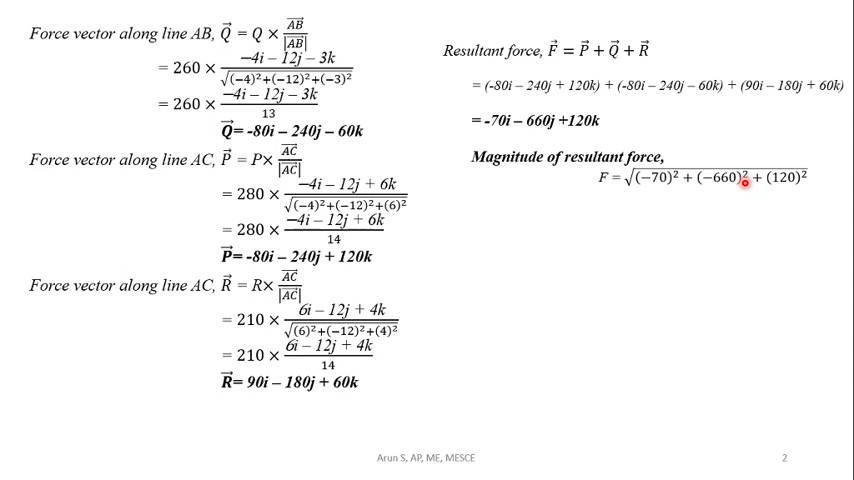 Force vector along line AB, Q⃗ = Q × AB⃗/|AB⃗|
= 260 × (−4i – 12j – 3k)/√((−4)²+(−12)²+(−3)²)
= 260 × (−4i – 12j – 3k)/13
Q⃗= -80i – 240j – 60k
Force vector along line AC, P⃗ = P× AC⃗/|AC⃗|
= 280 × (−4i – 12j + 6k)/√((−4)²+(−12)²+(6)²)
= 280 × (−4i – 12j + 6k)/14
P⃗= -80i – 240j + 120k
Force vector along line AC, R⃗ = R× AC⃗/|AC⃗|
= 210 × (6i – 12j + 4k)/√((6)²+(−12)²+(4)²)
= 210 × (6i – 12j + 4k)/14
R⃗= 90i – 180j + 60k
Resultant force, F⃗ = P⃗ + Q⃗ + R⃗
= (-80i – 240j + 120k) + (-80i – 240j – 60k) + (90i – 180j + 60k)
= -70i – 660j +120k
Magnitude of resultant force,
F = √((−70)² + (−660)² + (120)²)
Arun S, AP, ME, MESCE
2